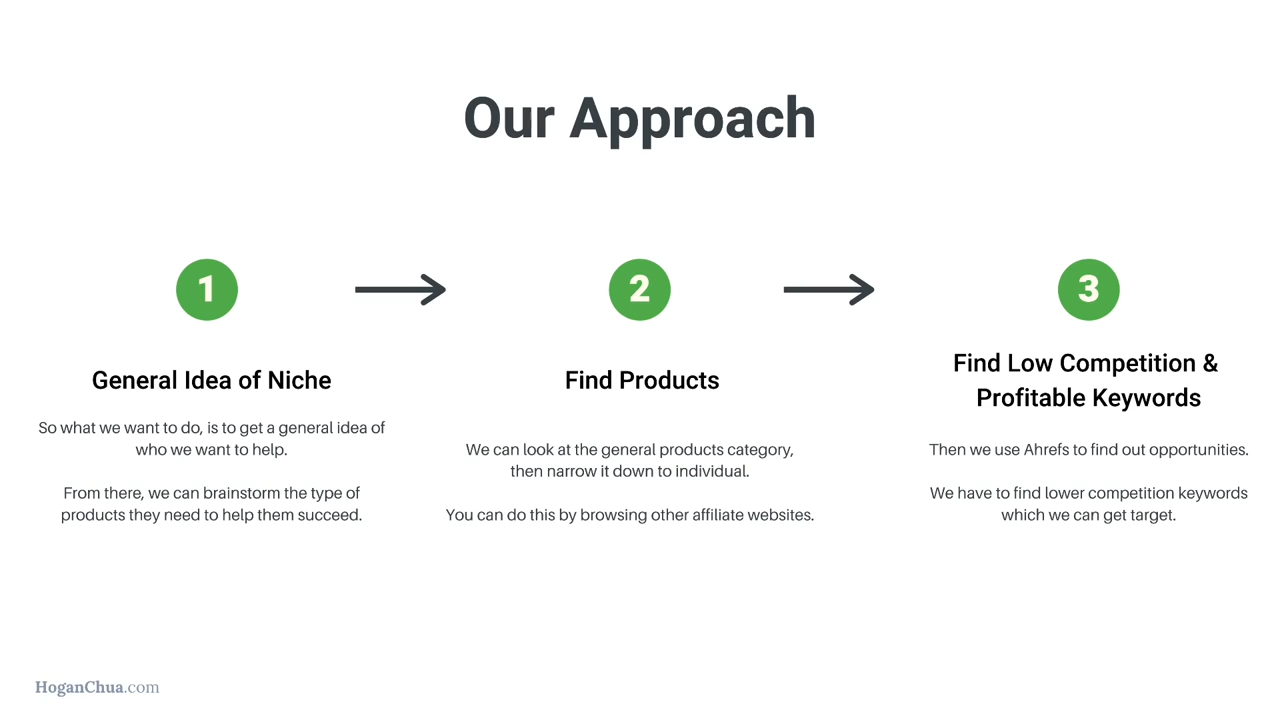 Our Approach
1
General Idea of Niche
So what we want to do, is to get a general idea of
who we want to help.
From there, we can brainstorm the type of
products they need to help them succeed.
2
Find Products
We can look at the general products category,
then narrow it down to individual.
You can do this by browsing other affiliate websites.
3
Find Low Competition &
Profitable Keywords
Then we use Ahrefs to find out opportunities.
We have to find lower competition keywords
which we can get target.
HoganChua.com